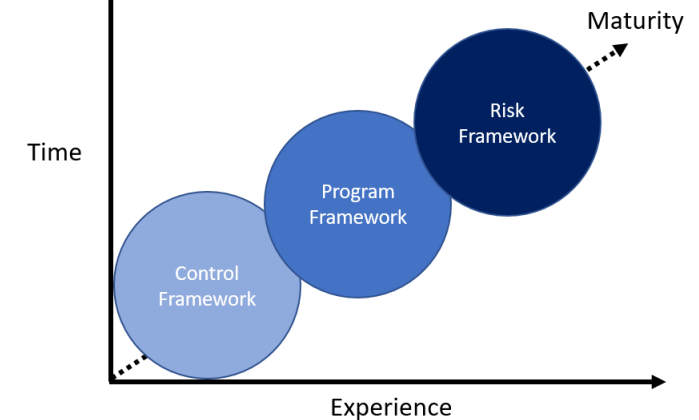 Maturity
Risk
Framework
Time
Program
Framework
Control
Framework
Experience